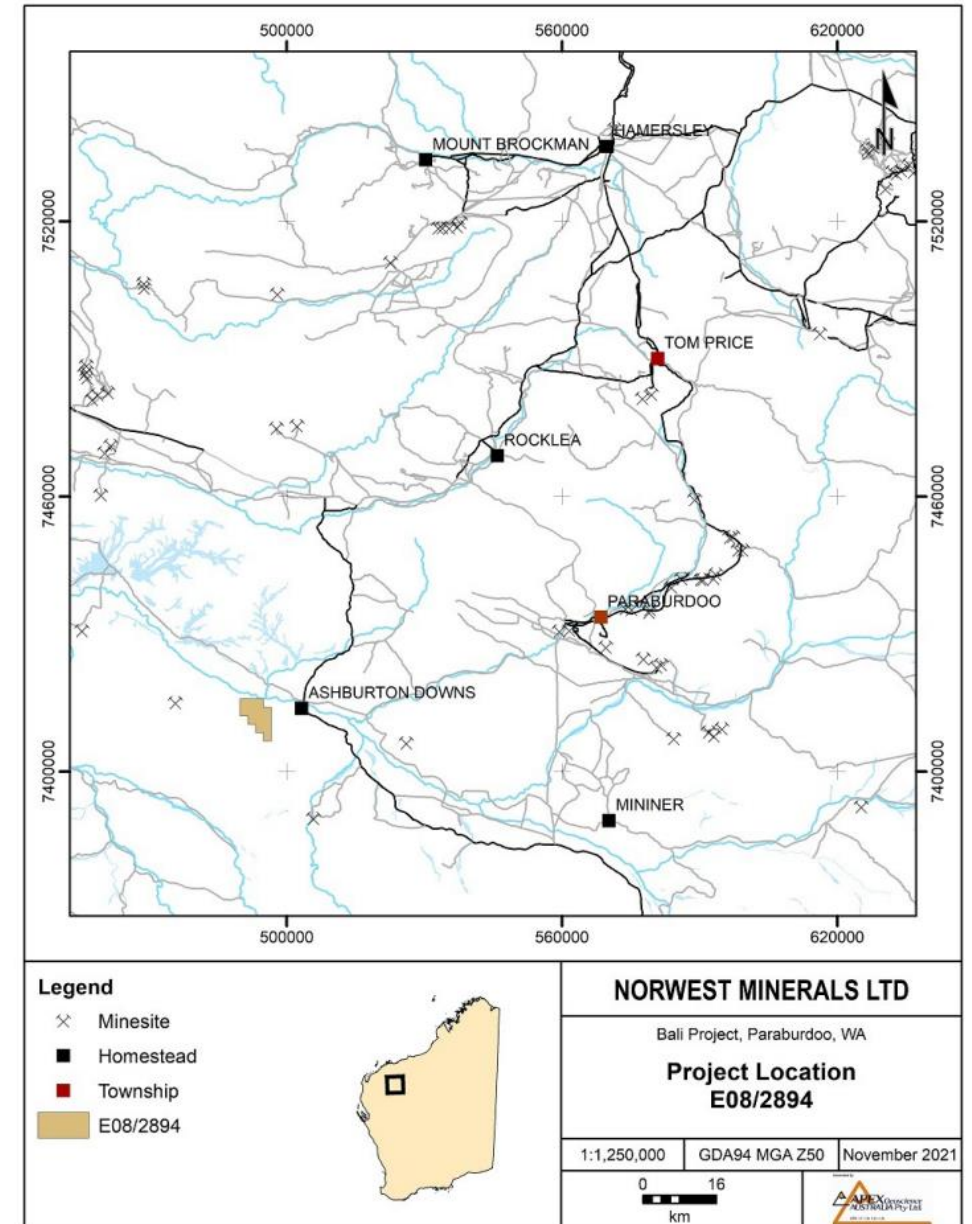 500000 560000 620000
HAMERSLEY
MOUNT BROCKMAN
N
7520000 7520000
TOM PRICE
ROCKLEA
7460000 7460000
PARABURDOO
ASHBURTON DOWNS
7400000 7400000
MININER
500000 560000 620000
Legend
Minesite
Homestead
Township
E08/2894
NORWEST MINERALS LTD
Bali Project, Paraburdoo, WA
Project Location
E08/2894
1:1,250,000 GDA94 MGA Z50 November 2021
0 16
km
APEX Geoscience
AUSTRALIA Pty Ltd